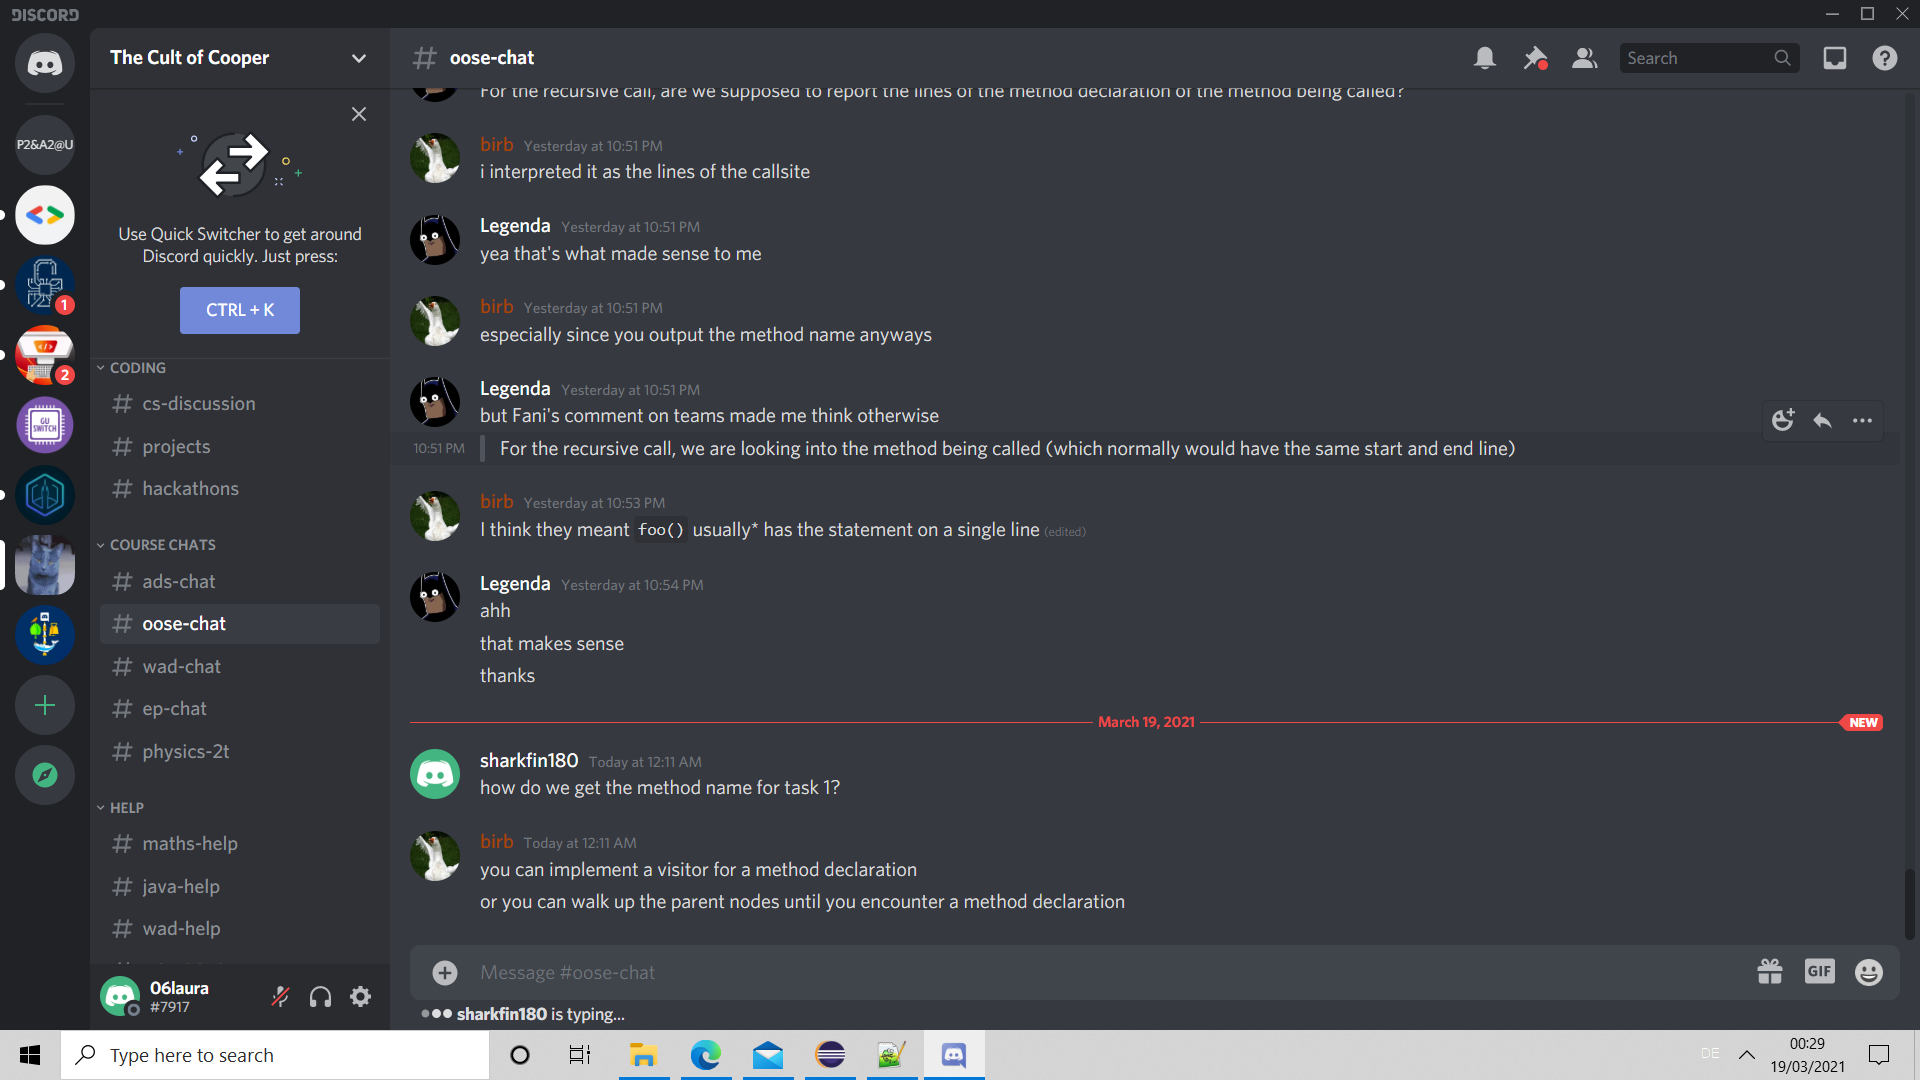 DISCORD
The Cult of Cooper
oose-chat
Search
P2&A2@U
Use Quick Switcher to get around
Discord quickly. Just press:
CTRL + K
1
2
GU
SWITCH
CODING
cs-discussion
projects
hackathons
COURSE CHATS
ads-chat
oose-chat
wad-chat
ep-chat
physics-2t
HELP
maths-help
java-help
wad-help
06laura
#7917
For the recursive call, are we supposed to report the lines of the method declaration of the method being called?
birb Yesterday at 10:51 PM
i interpreted it as the lines of the callsite
Legenda Yesterday at 10:51 PM
yea that's what made sense to me
birb Yesterday at 10:51 PM
especially since you output the method name anyways
Legenda Yesterday at 10:51 PM
but Fani's comment on teams made me think otherwise
10:51 PM For the recursive call, we are looking into the method being called (which normally would have the same start and end line)
birb Yesterday at 10:53 PM
I think they meant foo() usually* has the statement on a single line (edited)
Legenda Yesterday at 10:54 PM
ahh
that makes sense
thanks
March 19, 2021 NEW
sharkfin180 Today at 12:11 AM
how do we get the method name for task 1?
birb Today at 12:11 AM
you can implement a visitor for a method declaration
or you can walk up the parent nodes until you encounter a method declaration
Message #oose-chat
GIF
sharkfin180 is typing...
Type here to search
DE
00:29
19/03/2021